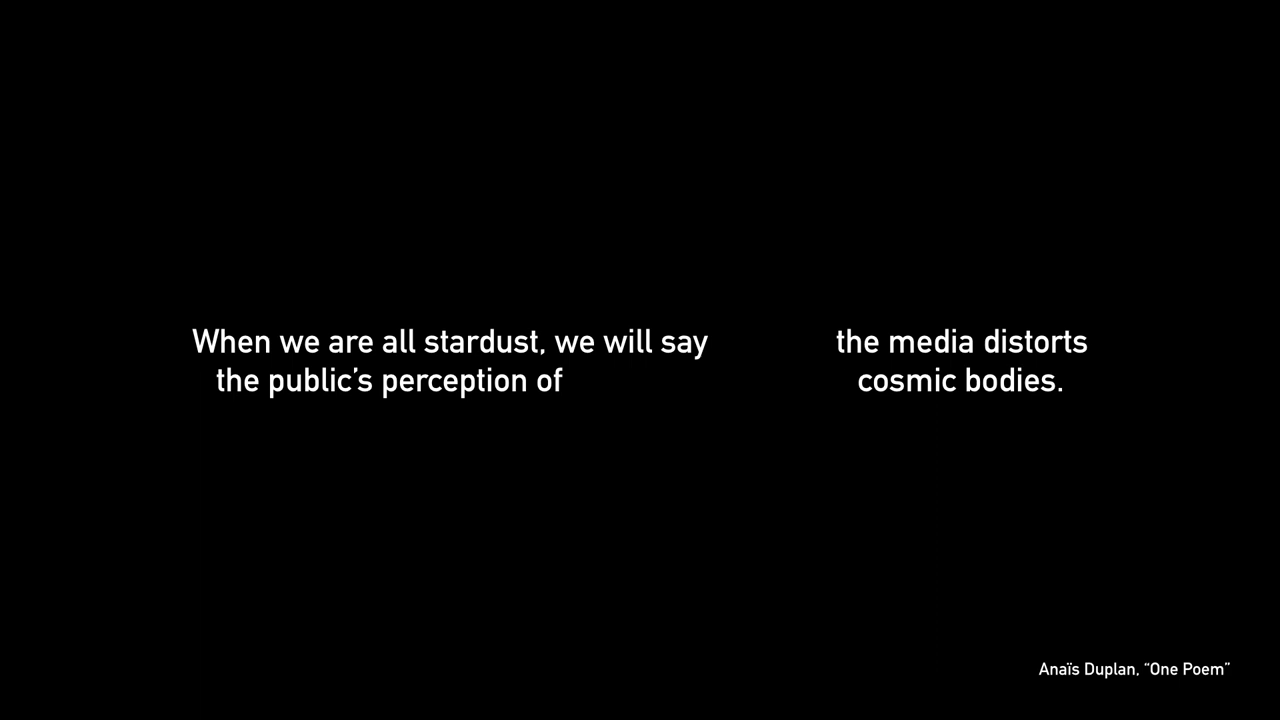 When we are all stardust, we will say the media distorts
the public’s perception of cosmic bodies.
Anaïs Duplan, “One Poem”